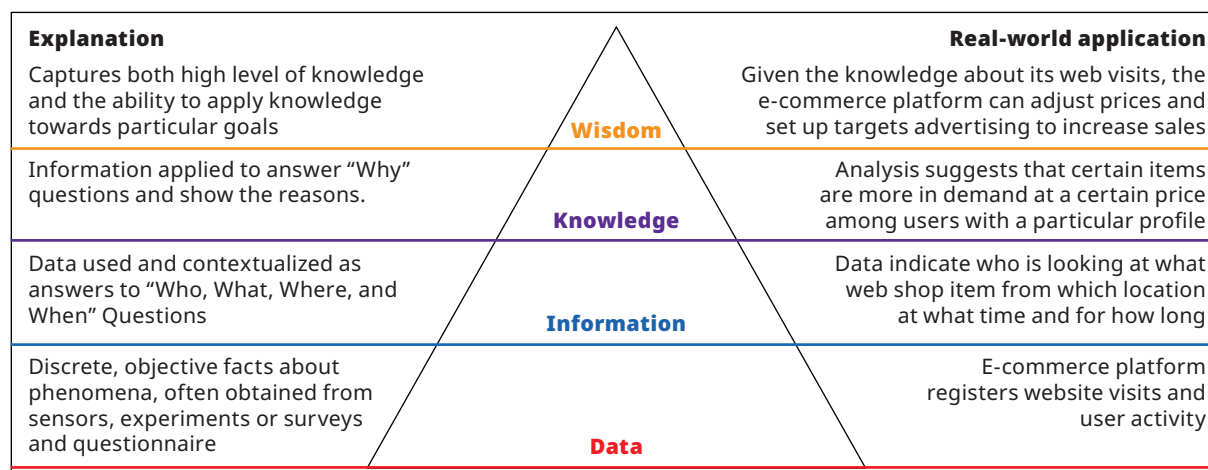 Explanation
Real-world application
Captures both high level of knowledge
and the ability to apply knowledge
towards particular goals
Wisdom
Given the knowledge about its web visits, the
e-commerce platform can adjust prices and
set up targets advertising to increase sales
Information applied to answer “Why”
questions and show the reasons.
Knowledge
Analysis suggests that certain items
are more in demand at a certain price
among users with a particular profile
Data used and contextualized as
answers to “Who, What, Where, and
When” Questions
Information
Data indicate who is looking at what
web shop item from which location
at what time and for how long
Discrete, objective facts about
phenomena, often obtained from
sensors, experiments or surveys
and questionnaire
Data
E-commerce platform
registers website visits and
user activity